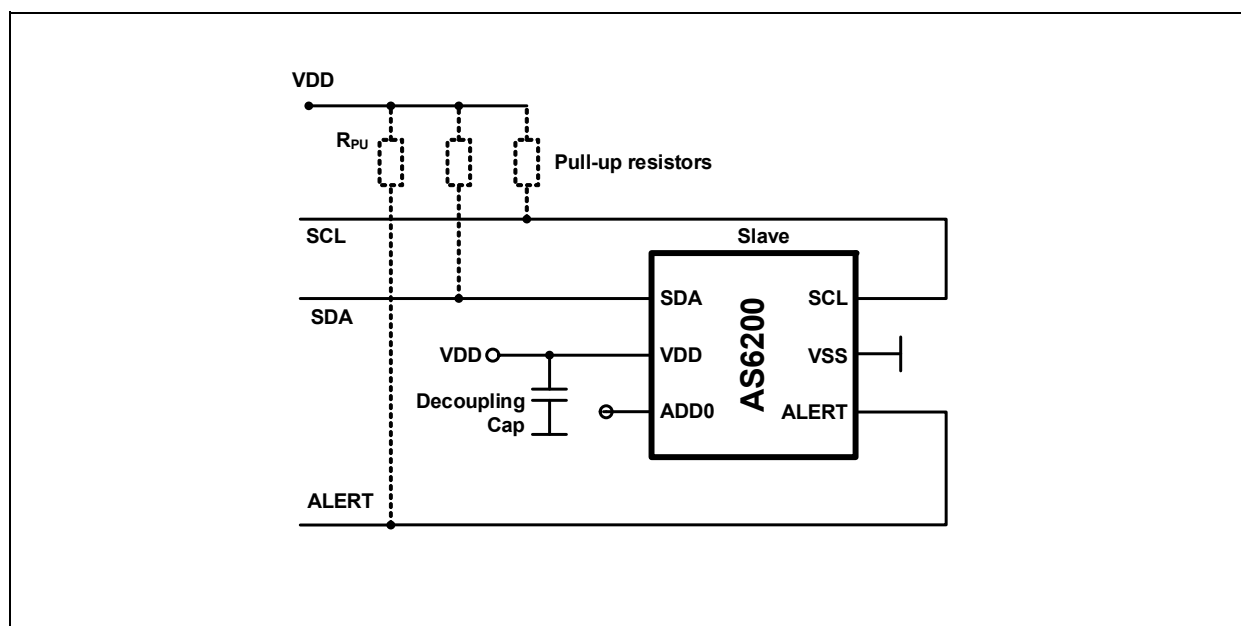 VDD
RPU
Pull-up resistors
SCL
Slave
SDA
SDA
SCL
VDD
VDD
VSS
AS6200
Decoupling
Cap
ADD0
ALERT
ALERT